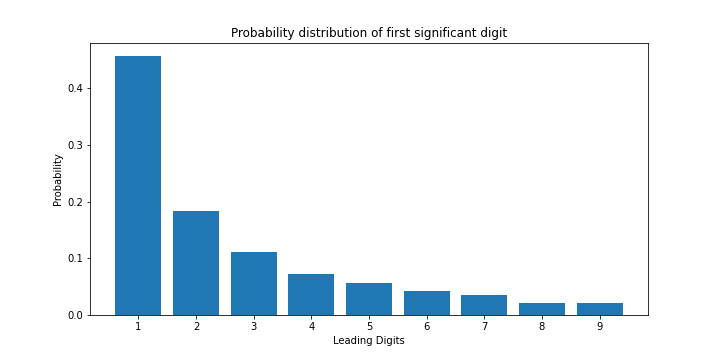 Probability distribution of first significant digit
0.4
0.3
0.2
0.1
0.0
Probability
1 2 3 4 5 6 7 8 9
Leading Digits